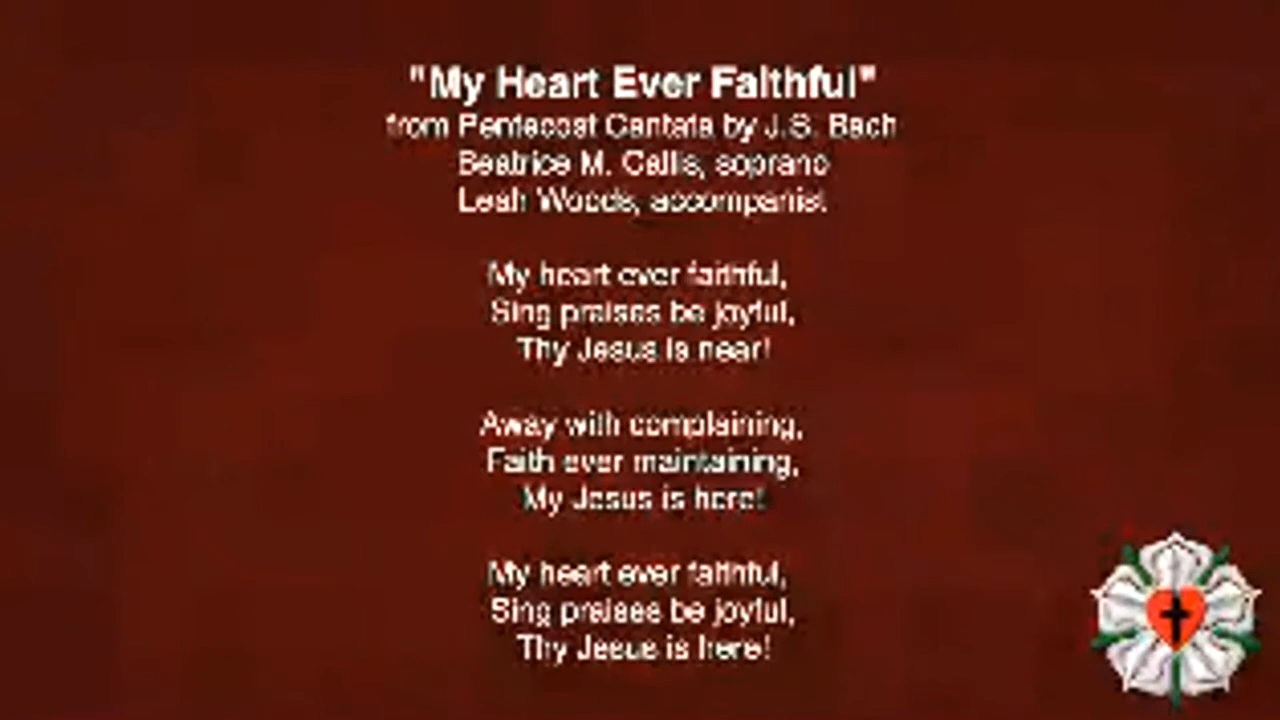 "My Heart Ever Faithful"
from Pentecost Cantata by J.S. Bach
Beatrice M. Callis, soprano
Leah Woods, accompanist
My heart ever faithful,
Sing praises be joyful,
Thy Jesus is near!
Away with complaining,
Faith ever maintaining,
My Jesus is here!
My heart ever faithful,
Sing praises be joyful,
Thy Jesus is here!